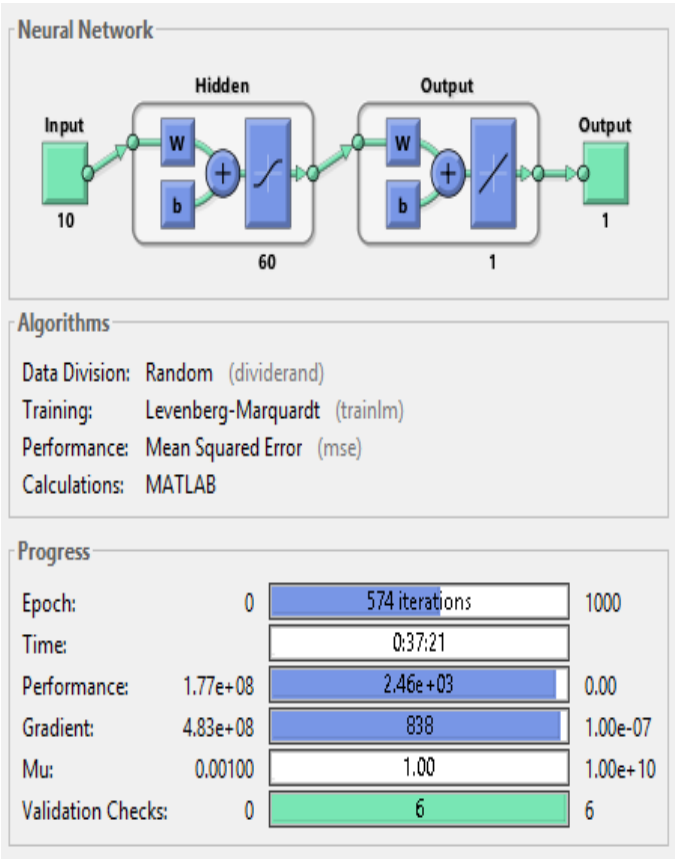 Neural Network
Hidden
Output
Input
Output
W
W
+
+
b
b
10
1
60
1
Algorithms
Data Division: Random (dividerand)
Training: Levenberg-Marquardt (trainlm)
Performance: Mean Squared Error (mse)
Calculations: MATLAB
Progress
Epoch: 0 574 iterations 1000
Time: 0:37:21
Performance: 1.77e+08 2.46e+03 0.00
Gradient: 4.83e+08 838 1.00e-07
Mu: 0.00100 1.00 1.00e+10
Validation Checks: 0 6 6